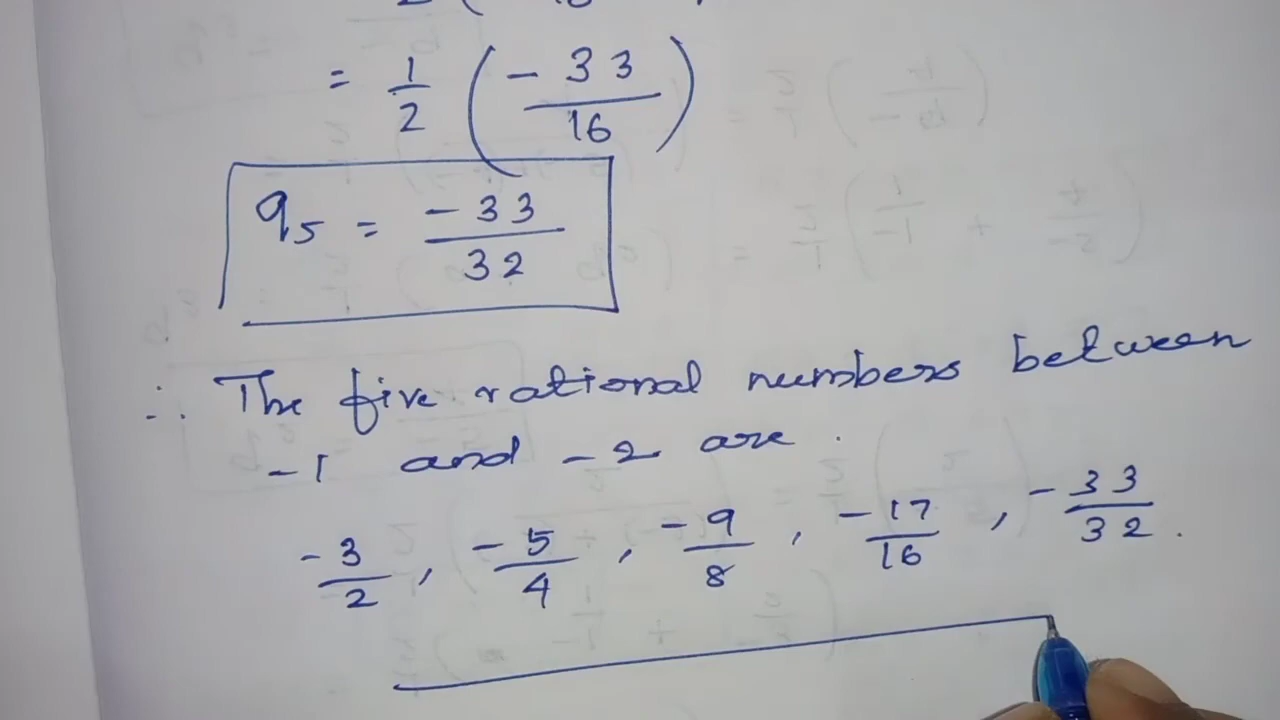 = 1/2 ( -33/16 )
q5 = -33/32
∴ The five rational numbers between
-1 and -2 are.
-3/2, -5/4, -9/8, -17/16, -33/32.